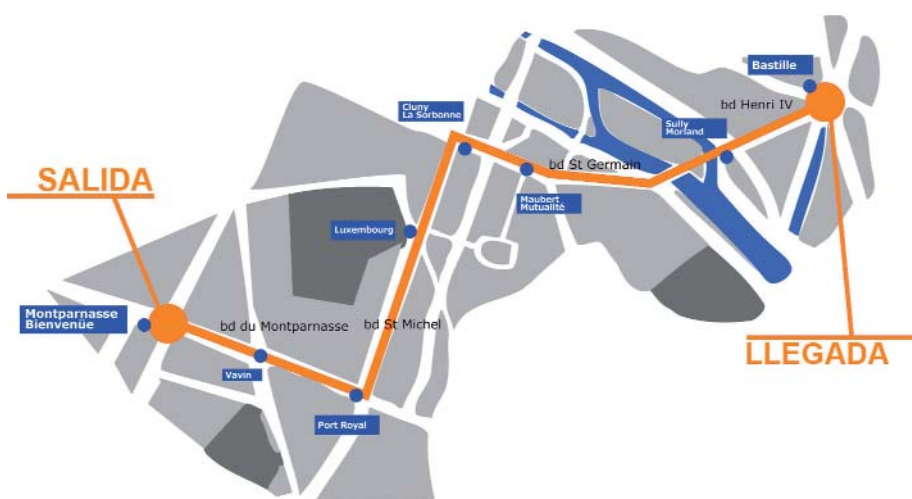 SALIDA
Montparnasse
Bienvenüe
bd du Montparnasse
Vavin
Port Royal
bd St Michel
Luxembourg
Cluny
La Sorbonne
Maubert
Mutualité
bd St Germain
Sully
Morland
bd Henri IV
Bastille
LLEGADA